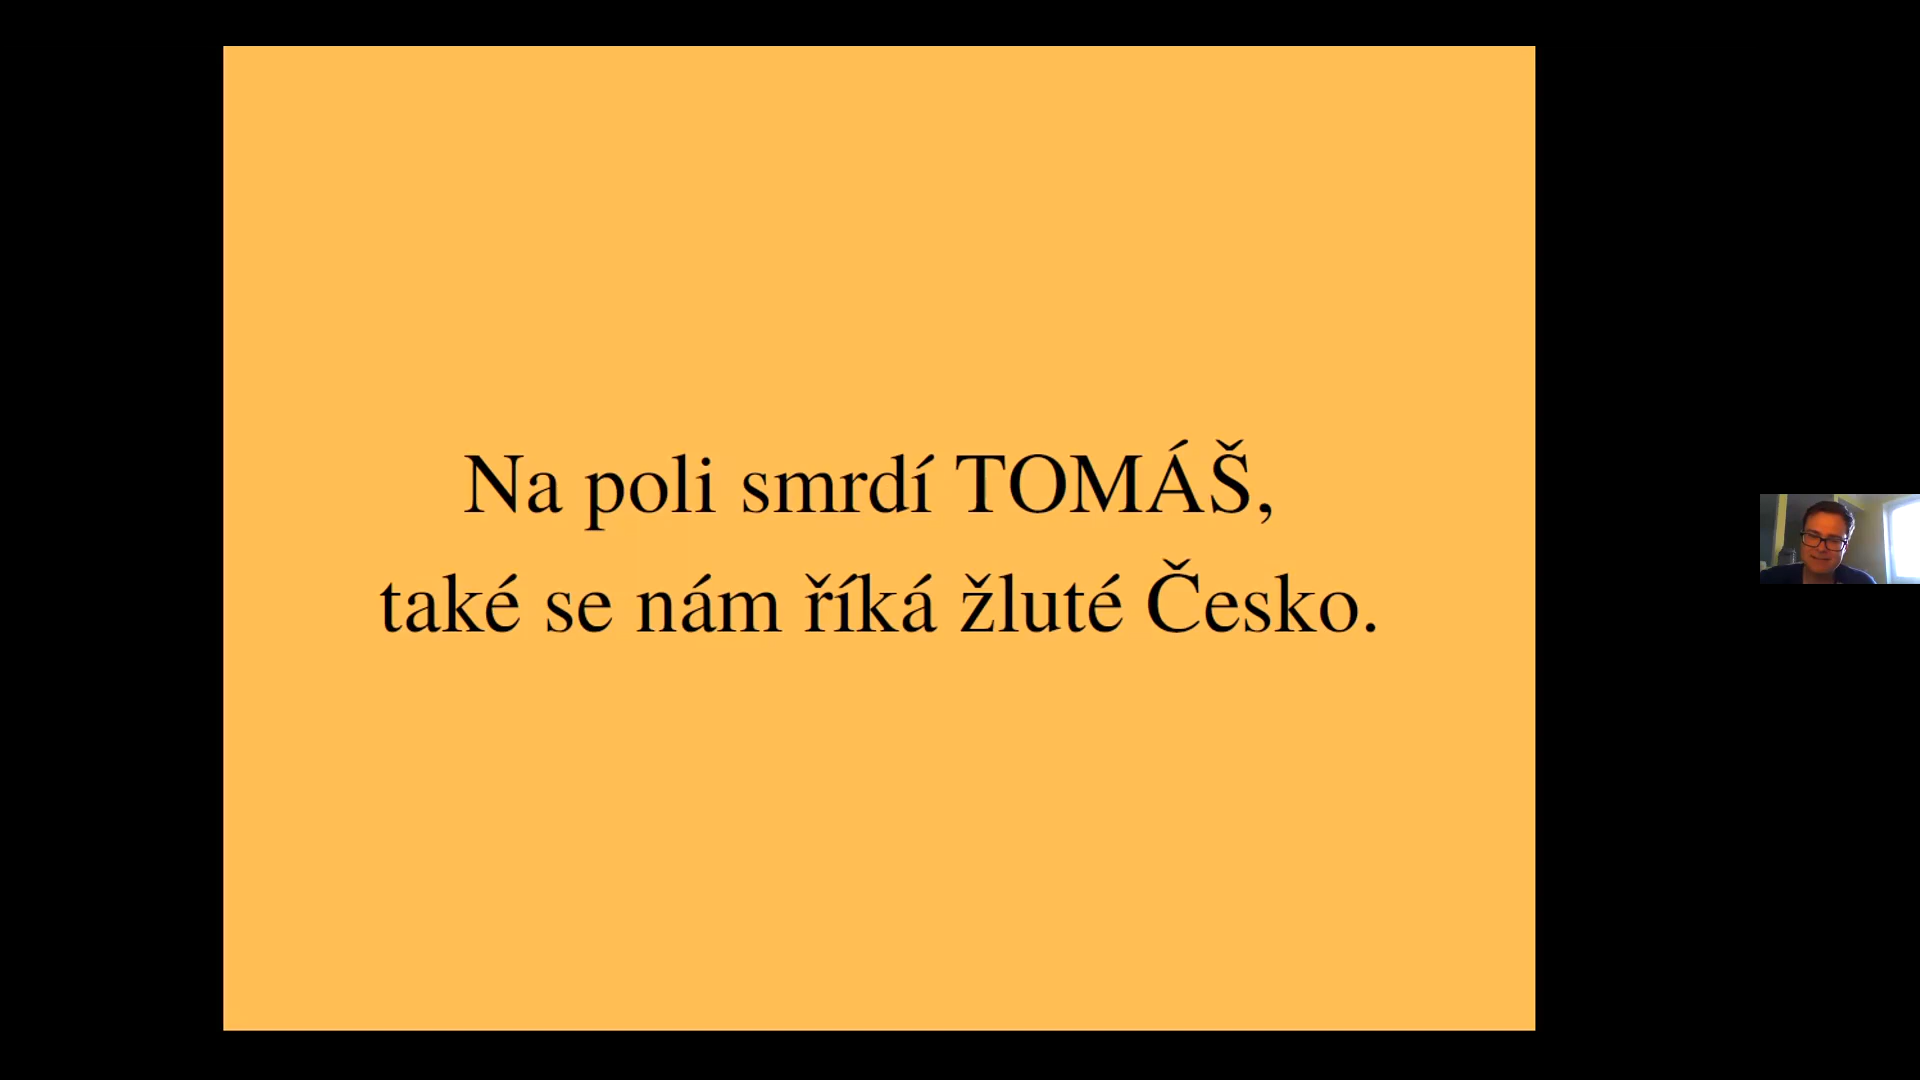 Na poli smrdí TOMÁŠ,
také se nám říká žluté Česko.